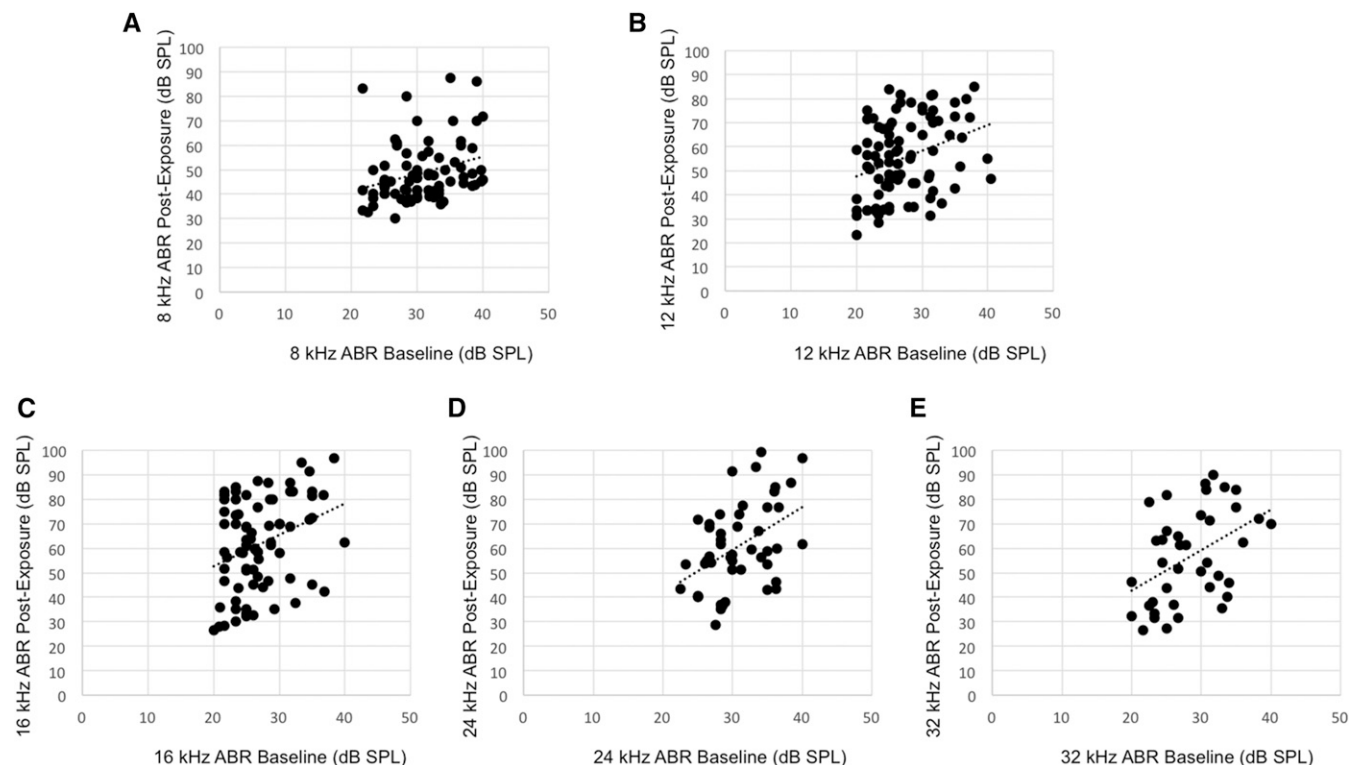 A
8 kHz ABR Post-Exposure (dB SPL)
100
90
80
70
60
50
40
30
20
10
0
0 10 20 30 40 50
8 kHz ABR Baseline (dB SPL)
B
12 kHz ABR Post-Exposure (dB SPL)
100
90
80
70
60
50
40
30
20
10
0
0 10 20 30 40 50
12 kHz ABR Baseline (dB SPL)
C
16 kHz ABR Post-Exposure (dB SPL)
100
90
80
70
60
50
40
30
20
10
0
0 10 20 30 40 50
16 kHz ABR Baseline (dB SPL)
D
24 kHz ABR Post-Exposure (dB SPL)
100
90
80
70
60
50
40
30
20
10
0
0 10 20 30 40 50
24 kHz ABR Baseline (dB SPL)
E
32 kHz ABR Post-Exposure (dB SPL)
100
90
80
70
60
50
40
30
20
10
0
0 10 20 30 40 50
32 kHz ABR Baseline (dB SPL)